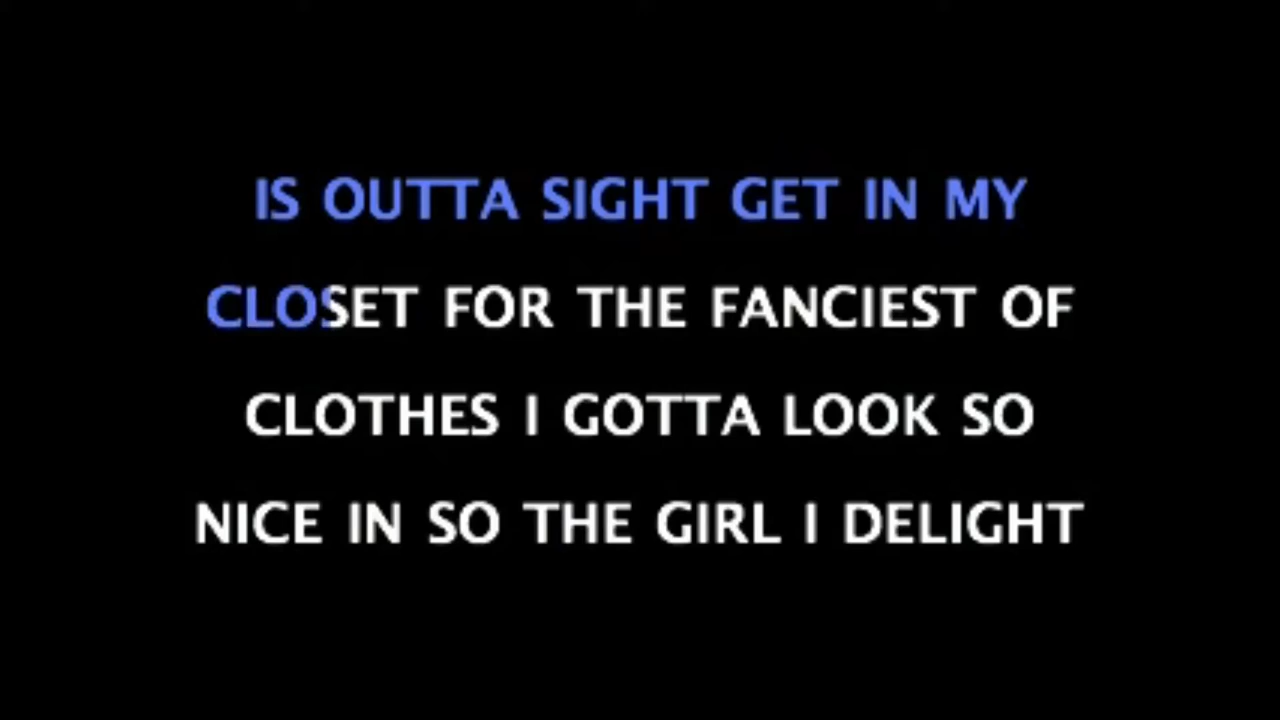 IS OUTTA SIGHT GET IN MY
CLOSET FOR THE FANCIEST OF
CLOTHES I GOTTA LOOK SO
NICE IN SO THE GIRL I DELIGHT